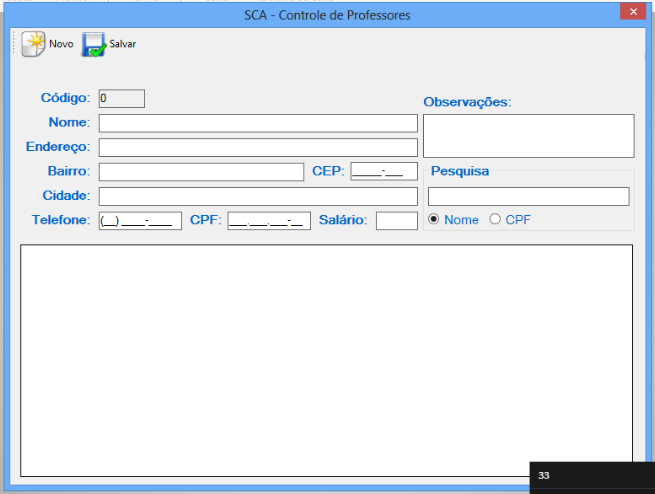 SCA - Controle de Professores
Novo Salvar
Código: 0
Observações:
Nome:
Endereço:
Bairro: CEP: _____-___
Pesquisa
Cidade:
Telefone: (__) ____-____ CPF: ___.___.___-__ Salário:
Nome CPF
33